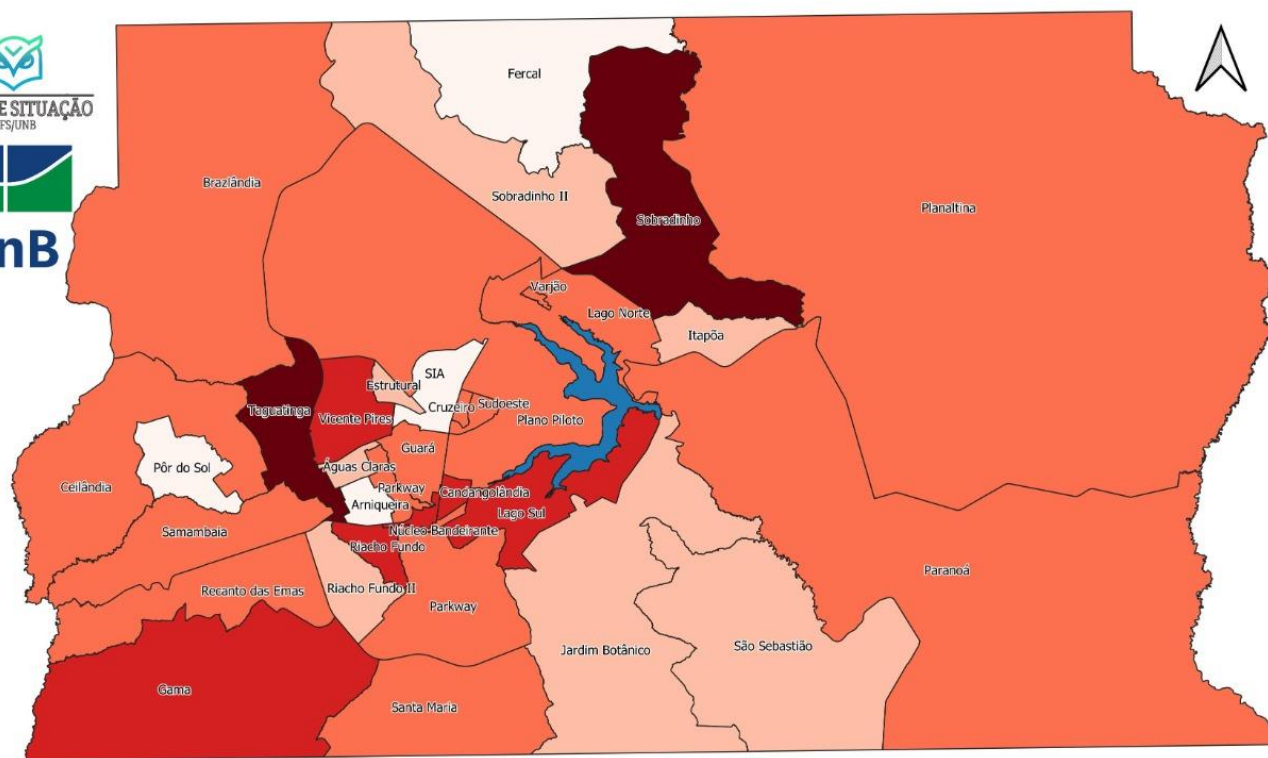 E SITUAÇÃO
FS/UNB
nB
Fercal
Brazlândia
Sobradinho II
Planaltina
Sobradinho
Varjão
Lago Norte
Itapõa
SIA
Estrutural
Taguatinga
Vicente Pires
Cruzeiro
Sudoeste
Plano Piloto
Guará
Pôr do Sol
Águas Claras
Ceilândia
Parkway
Candangolândia
Arniqueira
Lago Sul
Samambaia
Núcleo Bandeirante
Riacho Fundo
Paranoá
Recanto das Emas
Riacho Fundo II
Parkway
São Sebastião
Jardim Botânico
Gama
Santa Maria